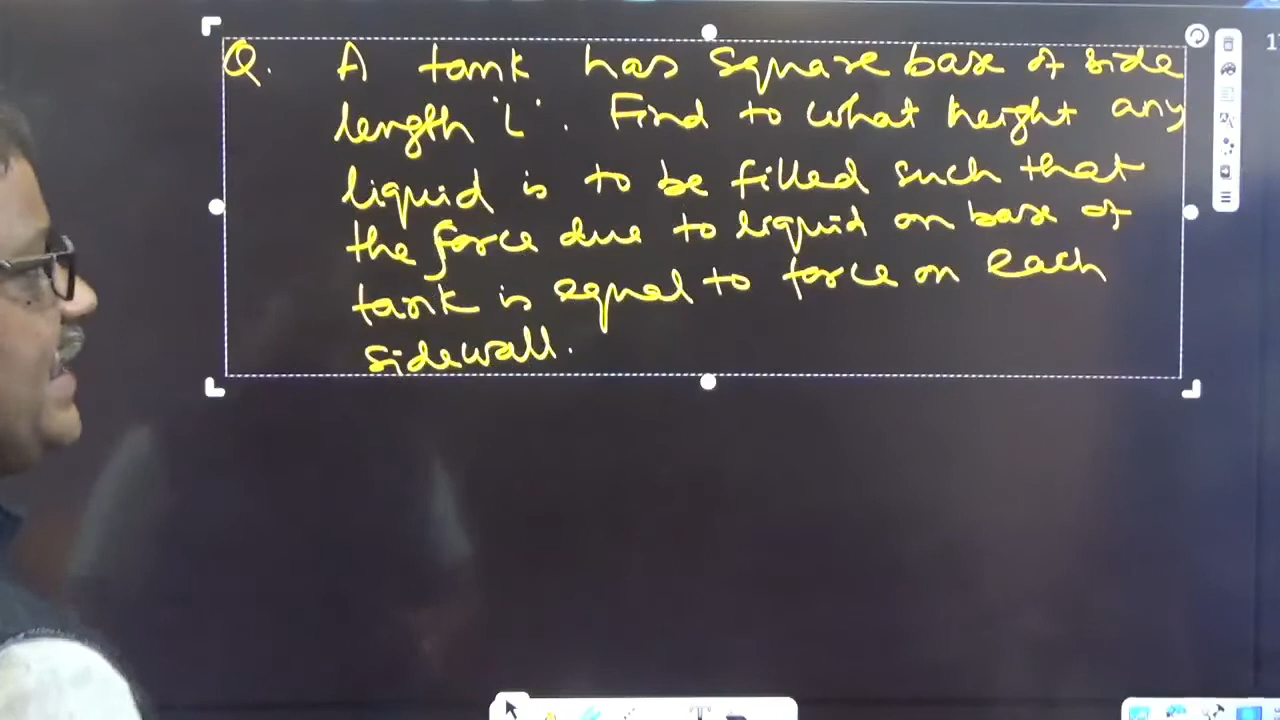 Q. A tank has square base of side
length 'L'. Find to what height any
liquid is to be filled such that
the force due to liquid on base of
tank is equal to force on each
sidewall.